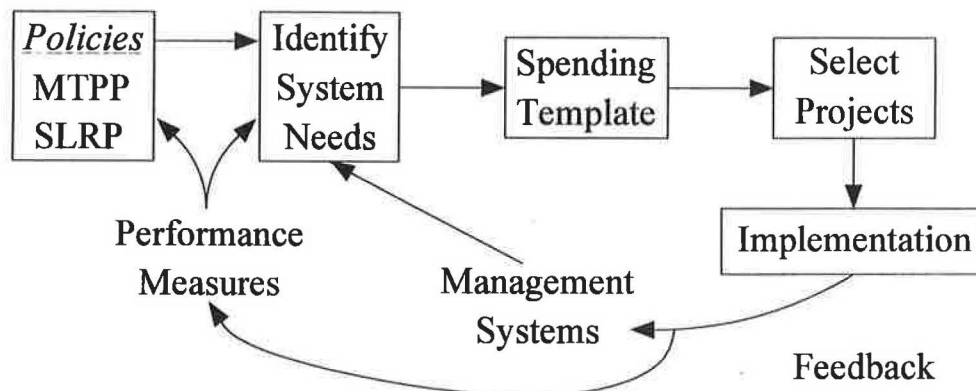 Policies
MTPP
SLRP
Identify
System
Needs
Spending
Template
Select
Projects
Implementation
Performance
Measures
Management
Systems
Feedback